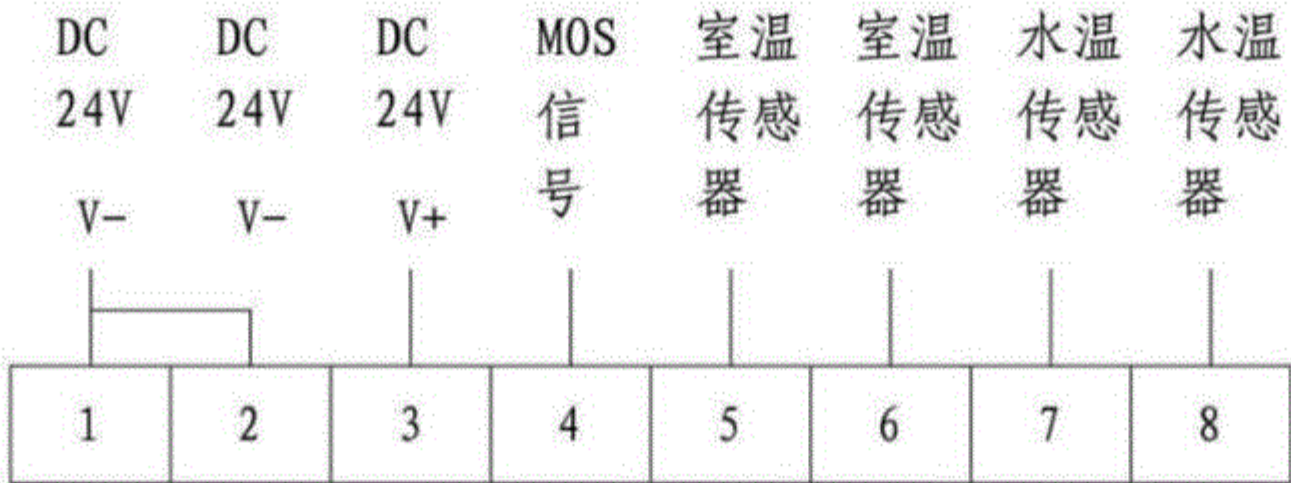 DC DC DC MOS 室温 室温 水温 水温
24V 24V 24V 信 传感 传感 传感 传感
号 器 器 器 器
V- V- V+
1 2 3 4 5 6 7 8